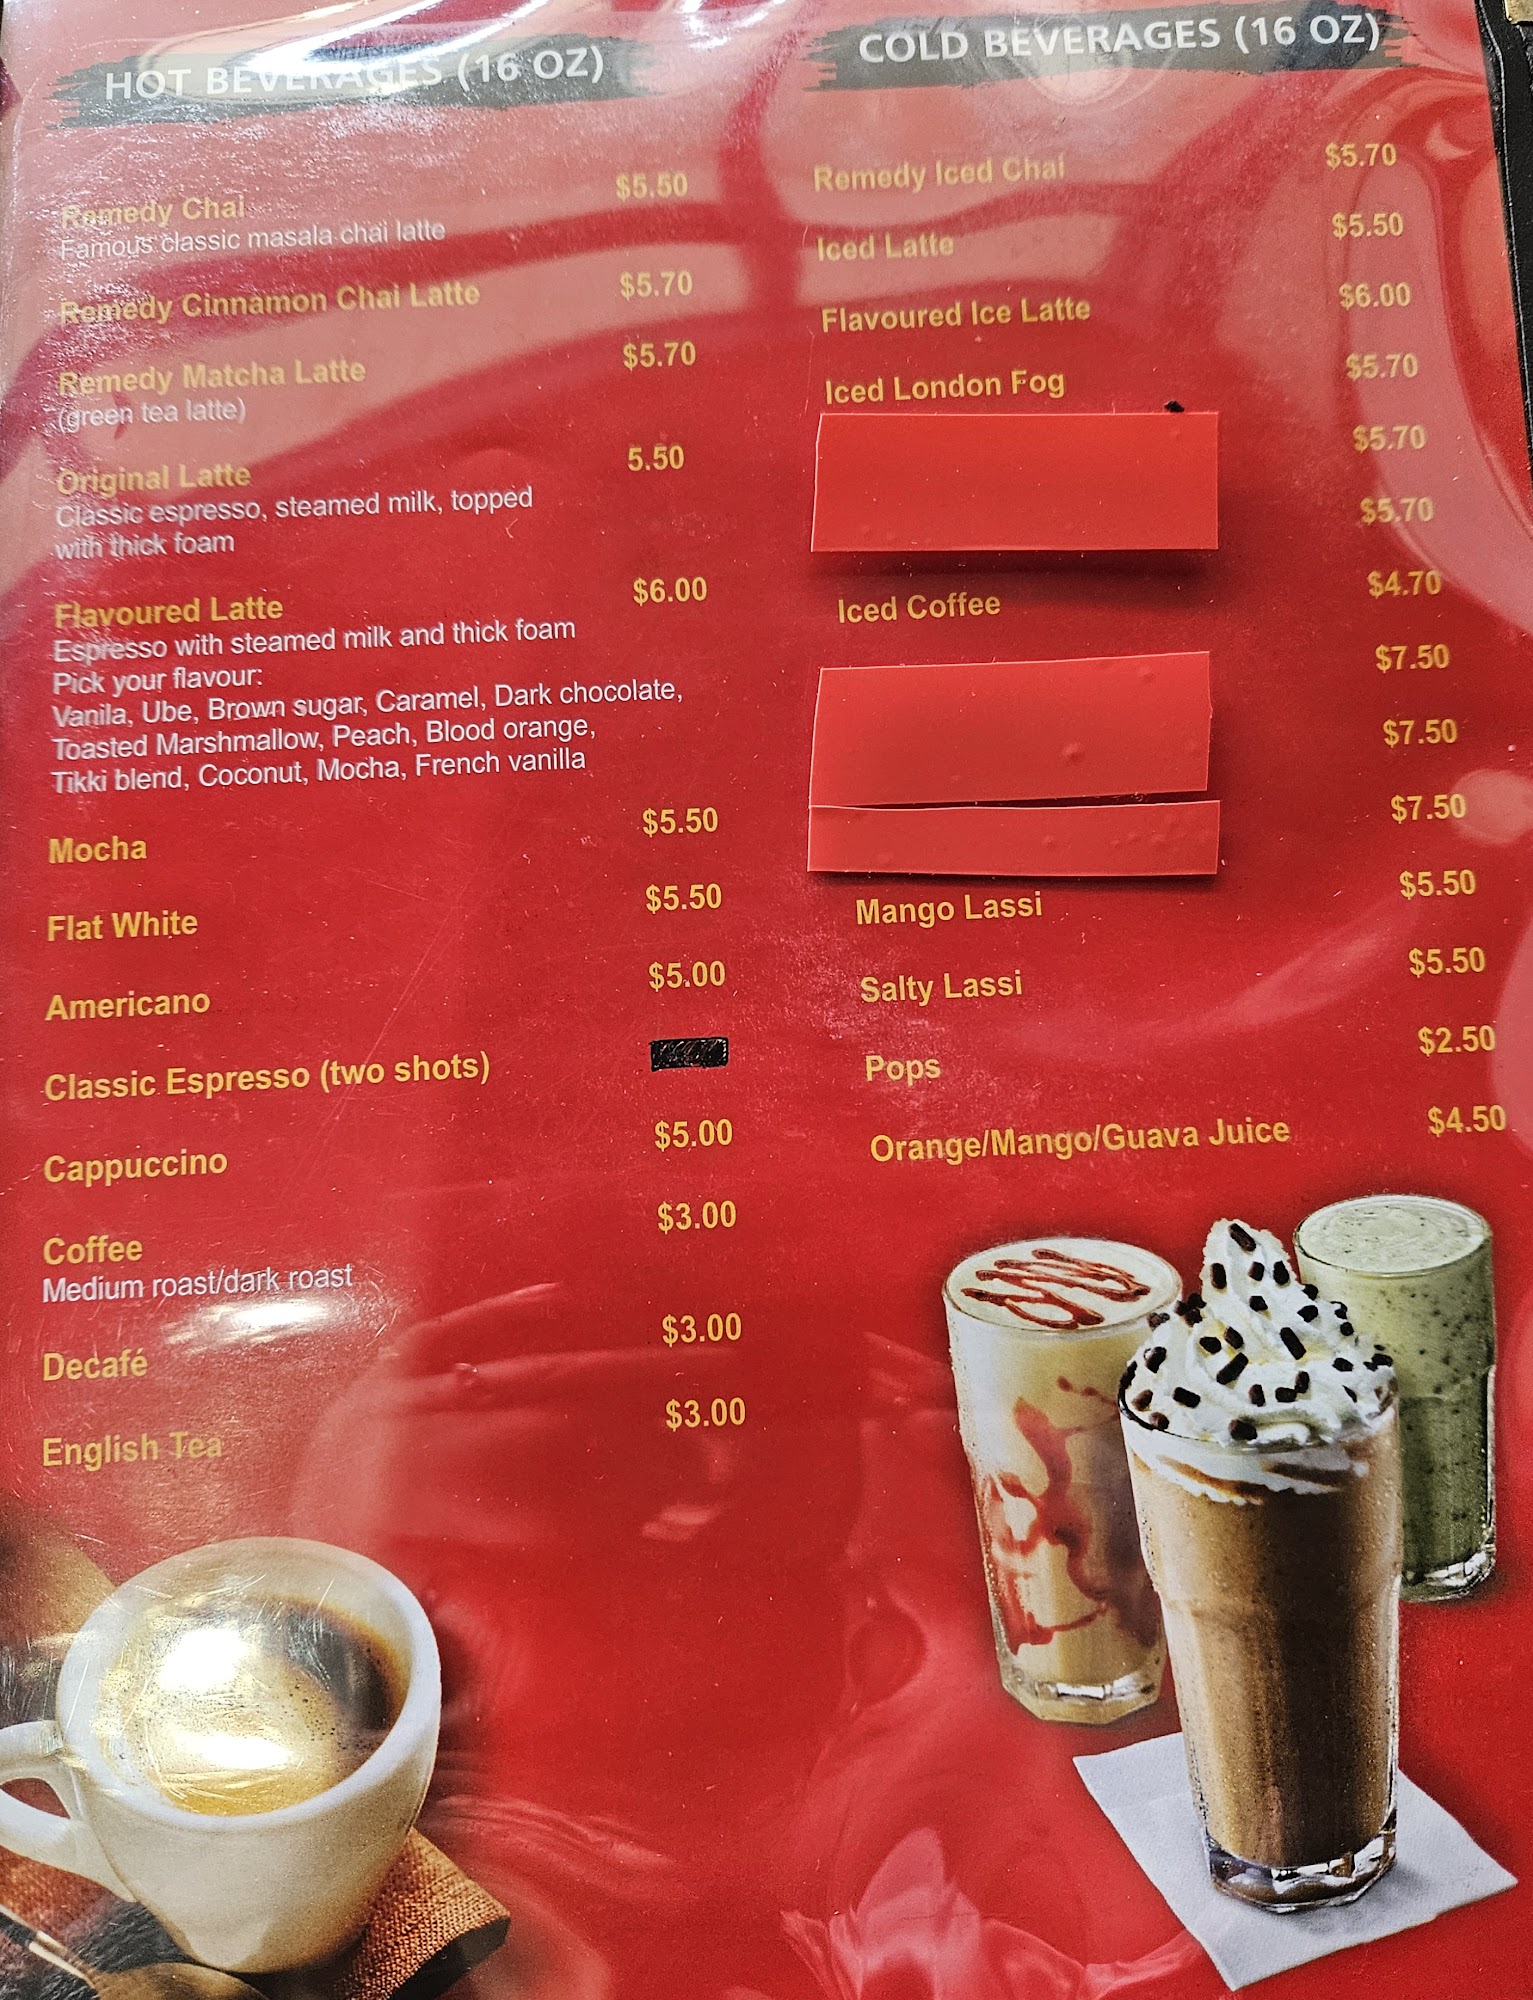 HOT BEVERAGES (16 OZ)
Remedy Chai $5.50
Famous classic masala chai latte
Remedy Cinnamon Chai Latte $5.70
Remedy Matcha Latte $5.70
(green tea latte)
Original Latte 5.50
Classic espresso, steamed milk, topped
with thick foam
Flavoured Latte $6.00
Espresso with steamed milk and thick foam
Pick your flavour:
Vanila, Ube, Brown sugar, Caramel, Dark chocolate,
Toasted Marshmallow, Peach, Blood orange,
Tikki blend, Coconut, Mocha, French vanilla
Mocha $5.50
Flat White $5.50
Americano $5.00
Classic Espresso (two shots)
Cappuccino $5.00
Coffee $3.00
Medium roast/dark roast
Decafé $3.00
English Tea $3.00
COLD BEVERAGES (16 OZ)
Remedy Iced Chai $5.70
Iced Latte $5.50
Flavoured Ice Latte $6.00
Iced London Fog $5.70
$5.70
$5.70
Iced Coffee $4.70
$7.50
$7.50
$7.50
Mango Lassi $5.50
Salty Lassi $5.50
Pops $2.50
Orange/Mango/Guava Juice $4.50